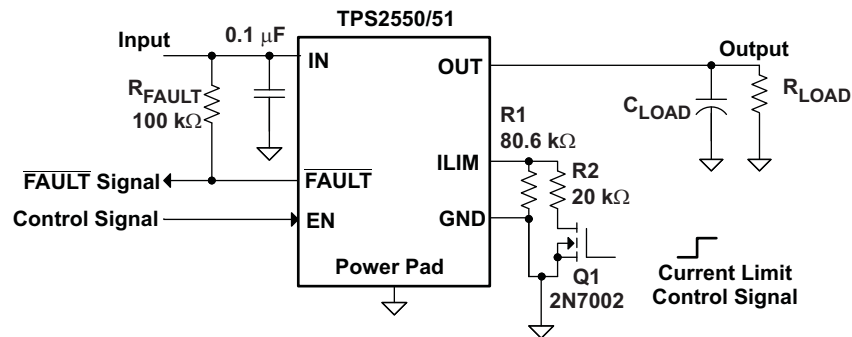 TPS2550/51
Input
0.1 μF
IN
OUT
Output
R_FAULT
100 kΩ
R1
80.6 kΩ
C_LOAD
R_LOAD
ILIM
R2
20 kΩ
FAULT Signal
FAULT
Control Signal
EN
GND
Power Pad
Q1
2N7002
Current Limit
Control Signal